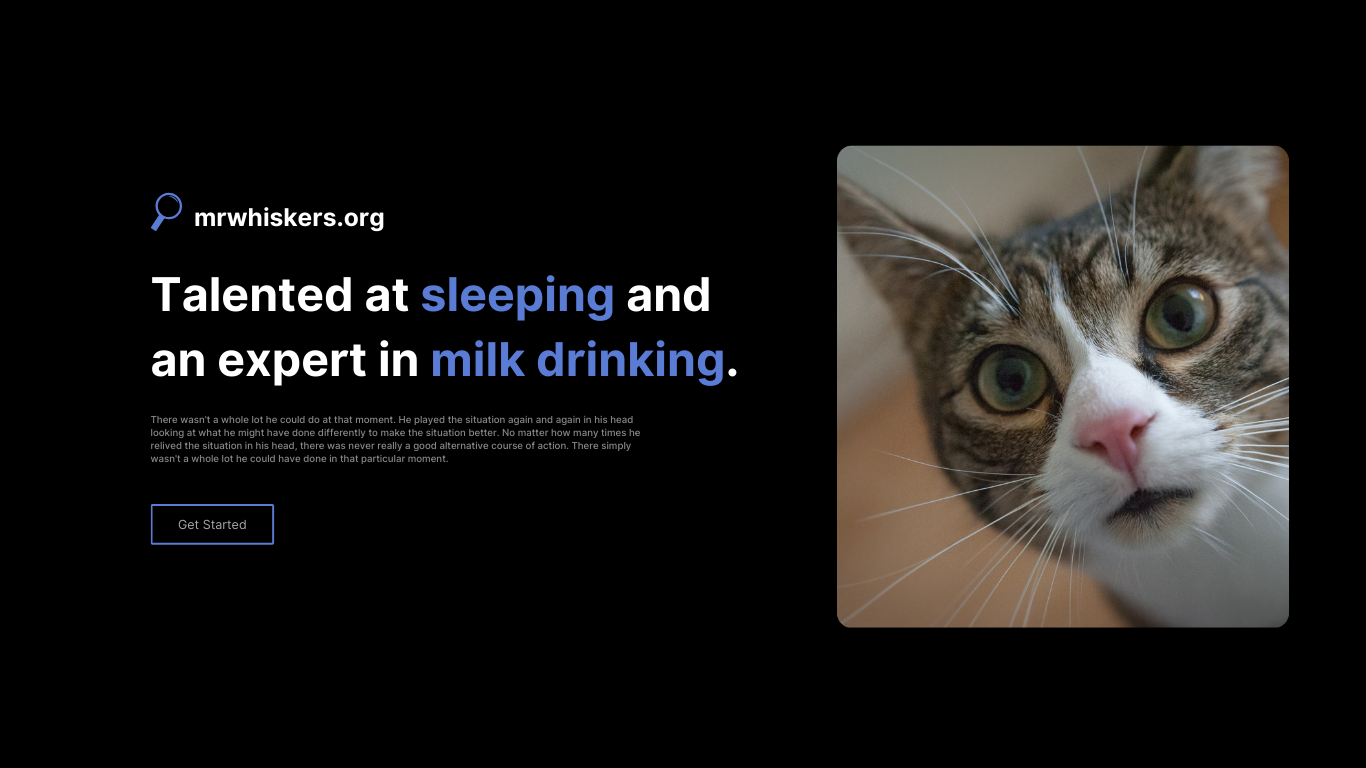 mrwhiskers.org
Talented at sleeping and
an expert in milk drinking.
There wasn't a whole lot he could do at that moment. He played the situation again and again in his head
looking at what he might have done differently to make the situation better. No matter how many times he
relived the situation in his head, there was never really a good alternative course of action. There simply
wasn't a whole lot he could have done in that particular moment.
Get Started